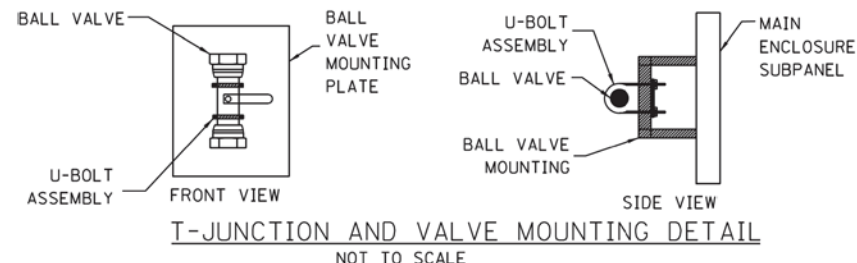 BALL VALVE
BALL
VALVE
MOUNTING
PLATE
U-BOLT
ASSEMBLY
FRONT VIEW
U-BOLT
ASSEMBLY
BALL VALVE
BALL VALVE
MOUNTING
MAIN
ENCLOSURE
SUBPANEL
SIDE VIEW
T-JUNCTION AND VALVE MOUNTING DETAIL
NOT TO SCALE